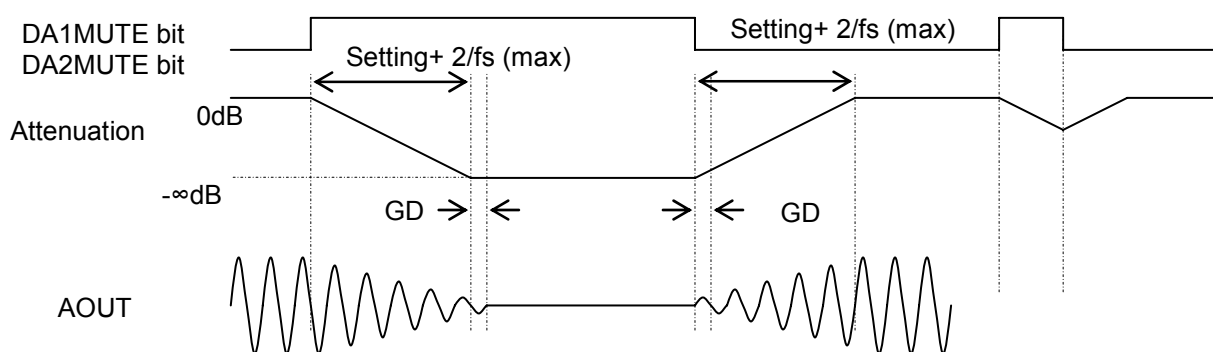 DA1MUTE bit
DA2MUTE bit
Setting+ 2/fs (max)
Setting+ 2/fs (max)
Attenuation
0dB
-∞dB
GD
GD
AOUT